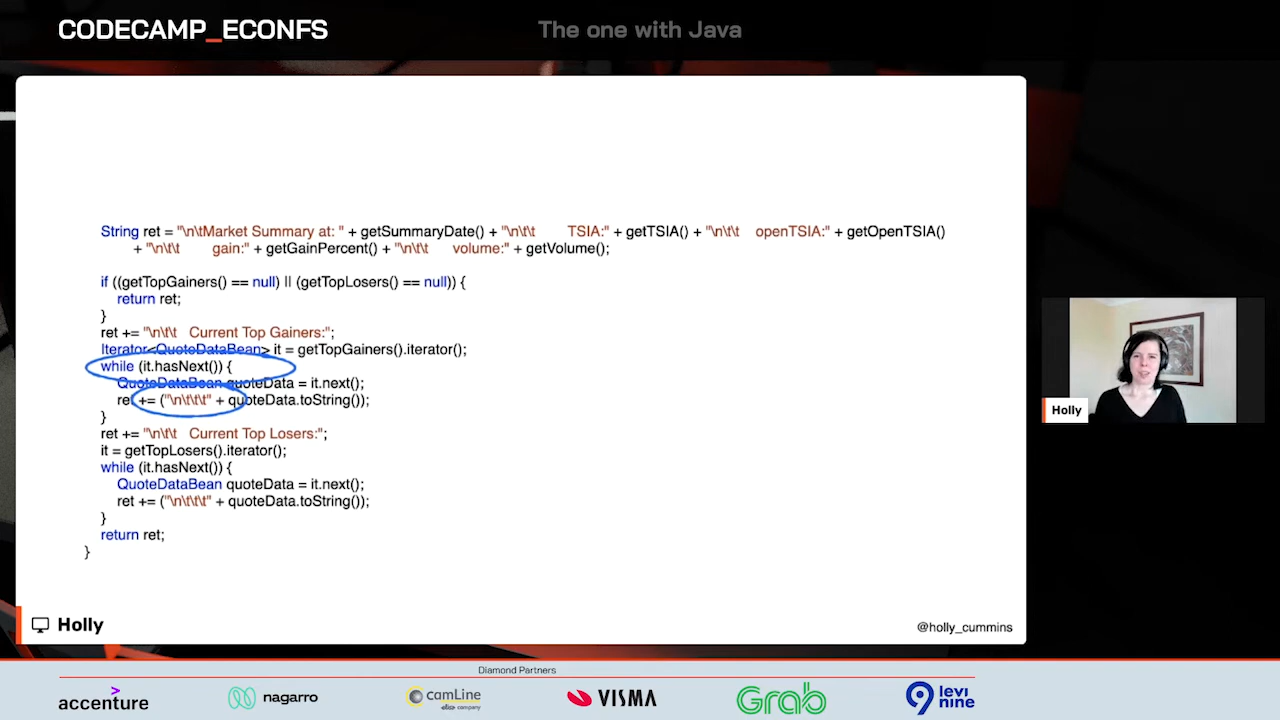 CODECAMP_ECONFS
The one with Java
String ret = "\n\tMarket Summary at: " + getSummaryDate() + "\n\t\t        TSIA:" + getTSIA() + "\n\t\t    openTSIA:" + getOpenTSIA()
+ "\n\t\t        gain:" + getGainPercent() + "\n\t\t      volume:" + getVolume();
if ((getTopGainers() == null) || (getTopLosers() == null)) {
return ret;
}
ret += "\n\t\t   Current Top Gainers:";
Iterator<QuoteDataBean> it = getTopGainers().iterator();
while (it.hasNext()) {
QuoteDataBean quoteData = it.next();
ret += ("\n\t\t\t" + quoteData.toString());
}
ret += "\n\t\t   Current Top Losers:";
it = getTopLosers().iterator();
while (it.hasNext()) {
QuoteDataBean quoteData = it.next();
ret += ("\n\t\t\t" + quoteData.toString());
}
return ret;
}
Holly
@holly_cummins
Holly
Diamond Partners
accenture
nagarro
camLine
elisa company
VISMA
Grab
9 levi nine